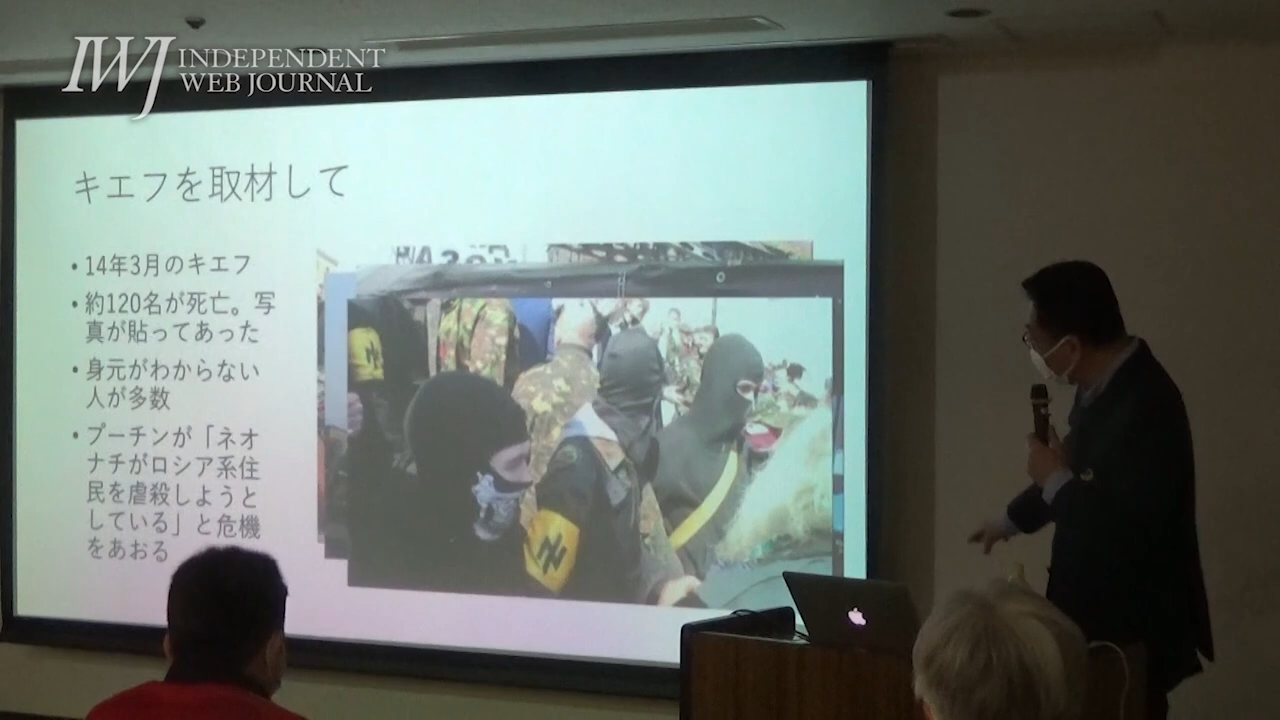 IWJ INDEPENDENT
WEB JOURNAL
キエフを取材して
• 14年3月のキエフ
• 約120名が死亡。写
真が貼ってあった
• 身元がわからない
人が多数
• プーチンが「ネオ
ナチがロシア系住
民を虐殺しようと
している」と危機
をあおる